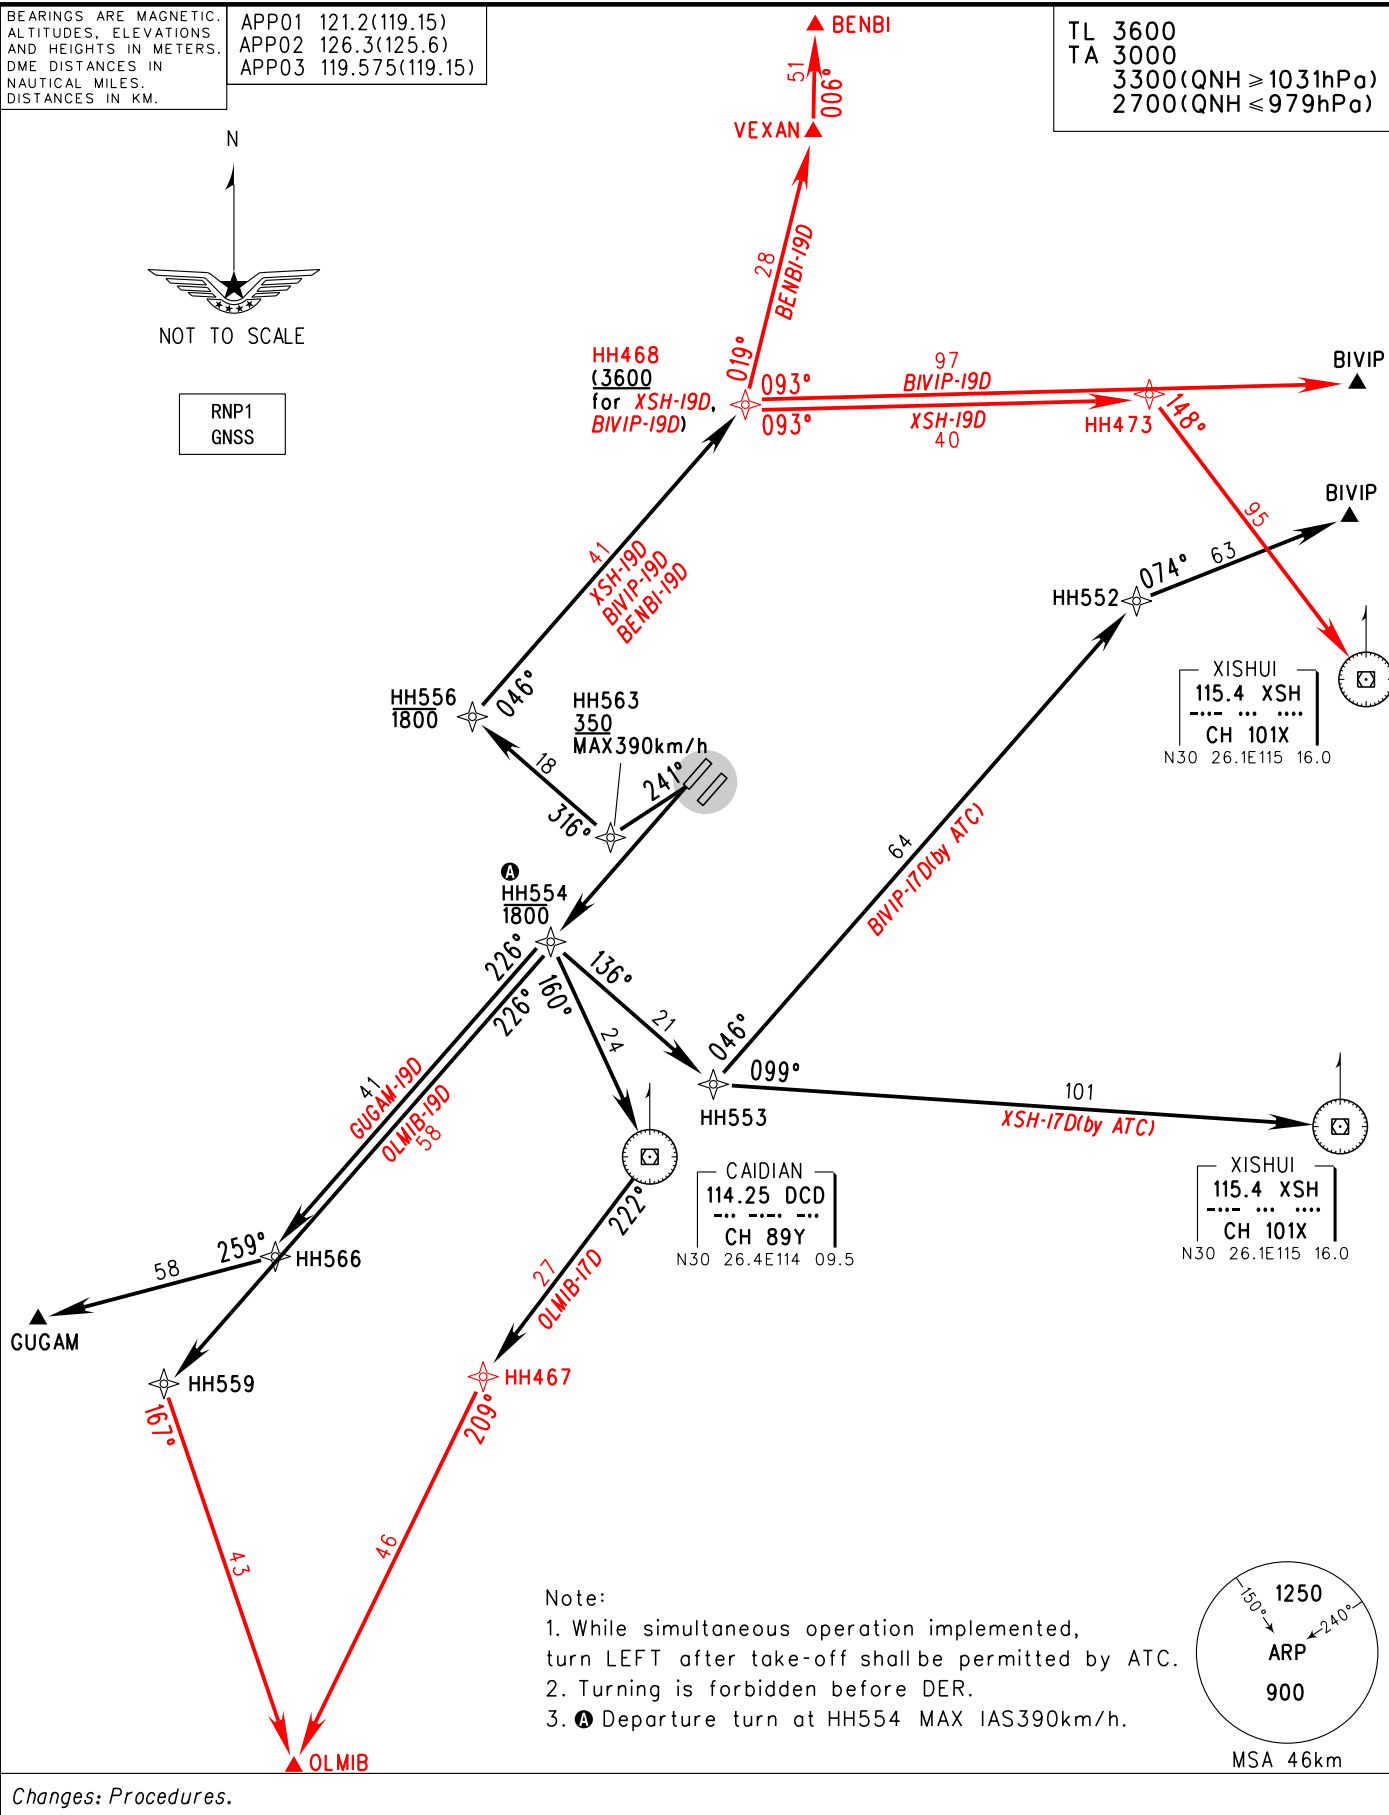 BEARINGS ARE MAGNETIC.
ALTITUDES, ELEVATIONS
AND HEIGHTS IN METERS.
DME DISTANCES IN
NAUTICAL MILES.
DISTANCES IN KM.
APP01 121.2(119.15)
APP02 126.3(125.6)
APP03 119.575(119.15)
TL 3600
TA 3000
3300(QNH ≥1031hPa)
2700(QNH ≤979hPa)
BENBI
51
006°
VEXAN
N
NOT TO SCALE
RNP1
GNSS
28
BENBI-19D
019°
HH468
(3600
for XSH-19D,
BIVIP-19D)
093°
97
BIVIP-19D
093°
XSH-19D
40
HH473
148°
BIVIP
95
BIVIP
63
074°
HH552
41
XSH-19D
BIVIP-19D
BENBI-19D
046°
HH556
1800
HH563
350
MAX390km/h
18
241°
316°
XISHUI
115.4 XSH
-··- ··· ····
CH 101X
N30 26.1E115 16.0
64
BIVIP-17D(by ATC)
A
HH554
1800
226°
226°
160°
136°
24
21
046°
099°
HH553
101
XSH-17D(by ATC)
41
GUGAM-19D
OLMIB-19D
58
XISHUI
115.4 XSH
-··- ··· ····
CH 101X
N30 26.1E115 16.0
CAIDIAN
114.25 DCD
-·· -·-· -··
CH 89Y
N30 26.4E114 09.5
222°
27
OLMIB-17D
259°
HH566
58
GUGAM
HH559
167°
HH467
209°
43
46
OLMIB
Note:
1. While simultaneous operation implemented,
turn LEFT after take-off shall be permitted by ATC.
2. Turning is forbidden before DER.
3. A Departure turn at HH554 MAX IAS390km/h.
1250
150°
240°
ARP
900
MSA 46km
Changes: Procedures.